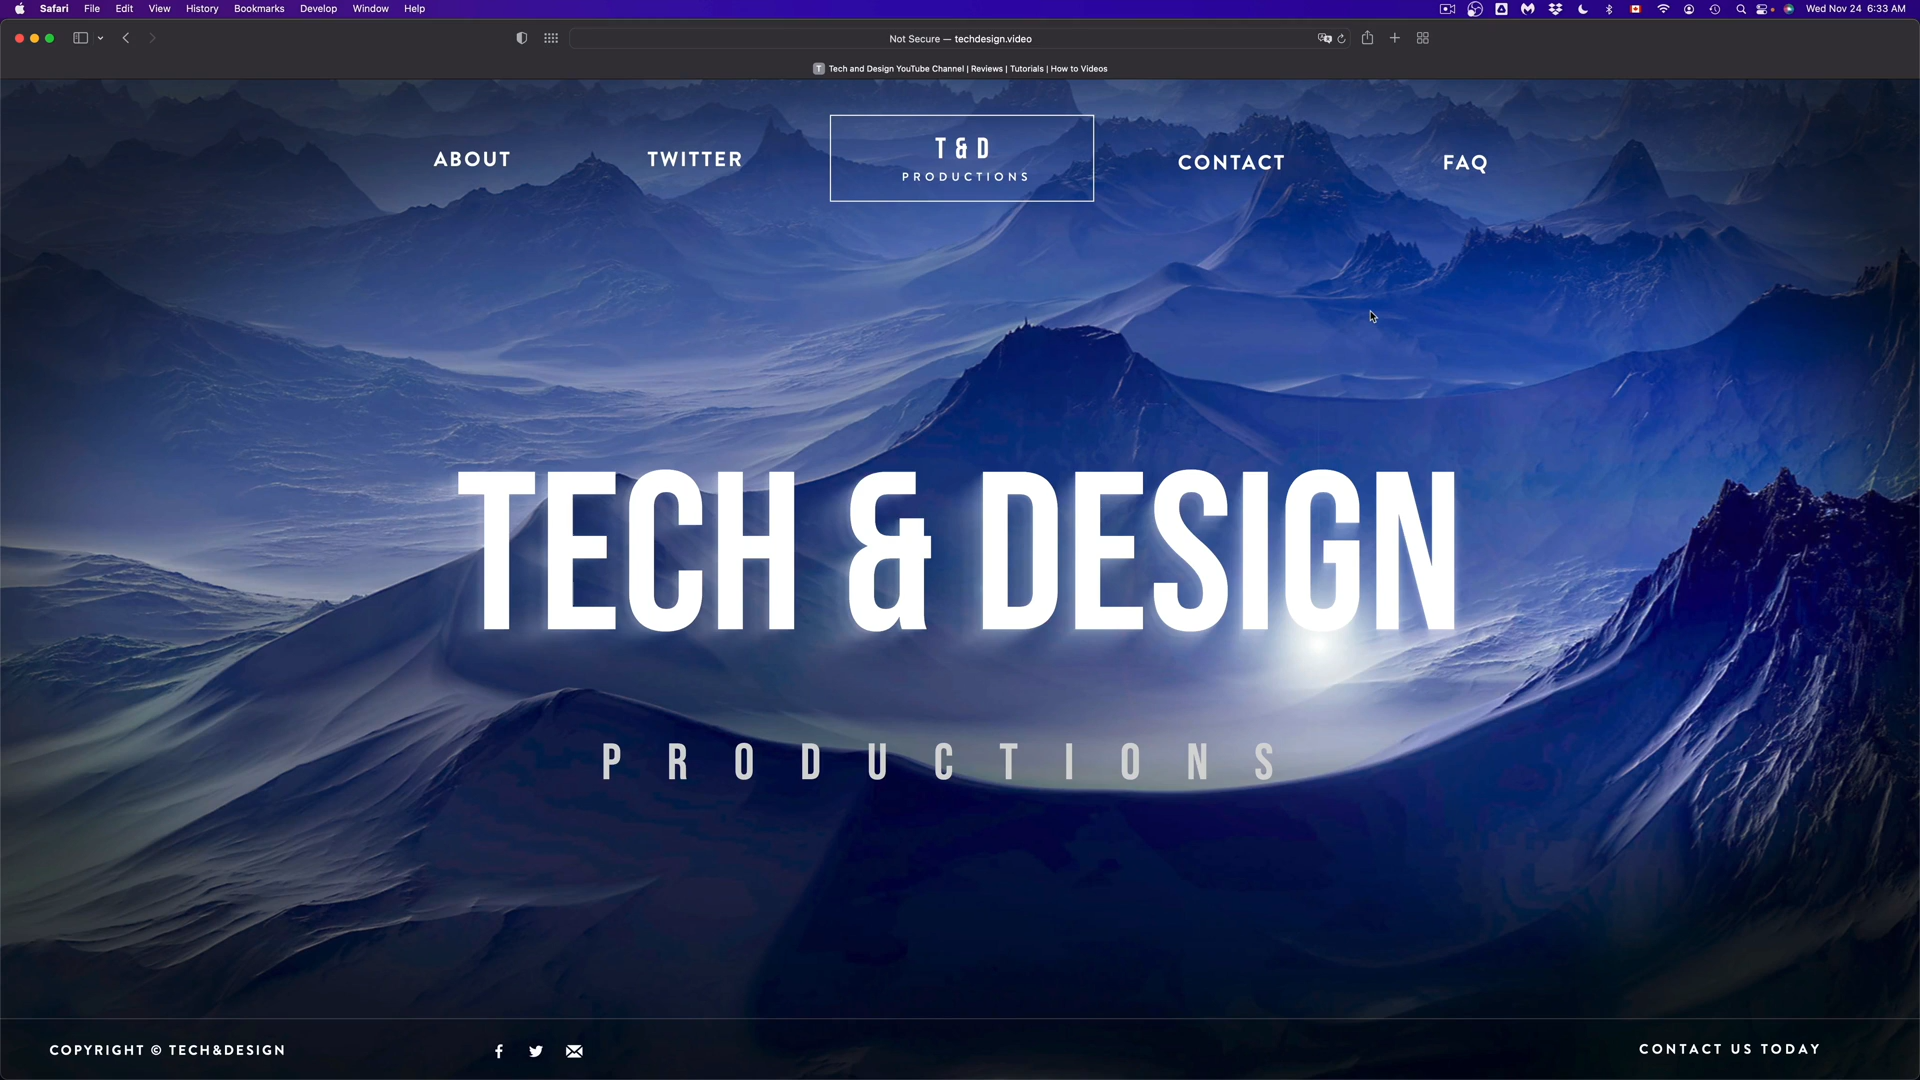 Safari File Edit View History Bookmarks Develop Window Help
Wed Nov 24 6:33 AM
Not Secure — techdesign.video
T Tech and Design YouTube Channel | Reviews | Tutorials | How to Videos
ABOUT
TWITTER
T & D
PRODUCTIONS
CONTACT
FAQ
TECH & DESIGN
PRODUCTIONS
COPYRIGHT © TECH&DESIGN
CONTACT US TODAY